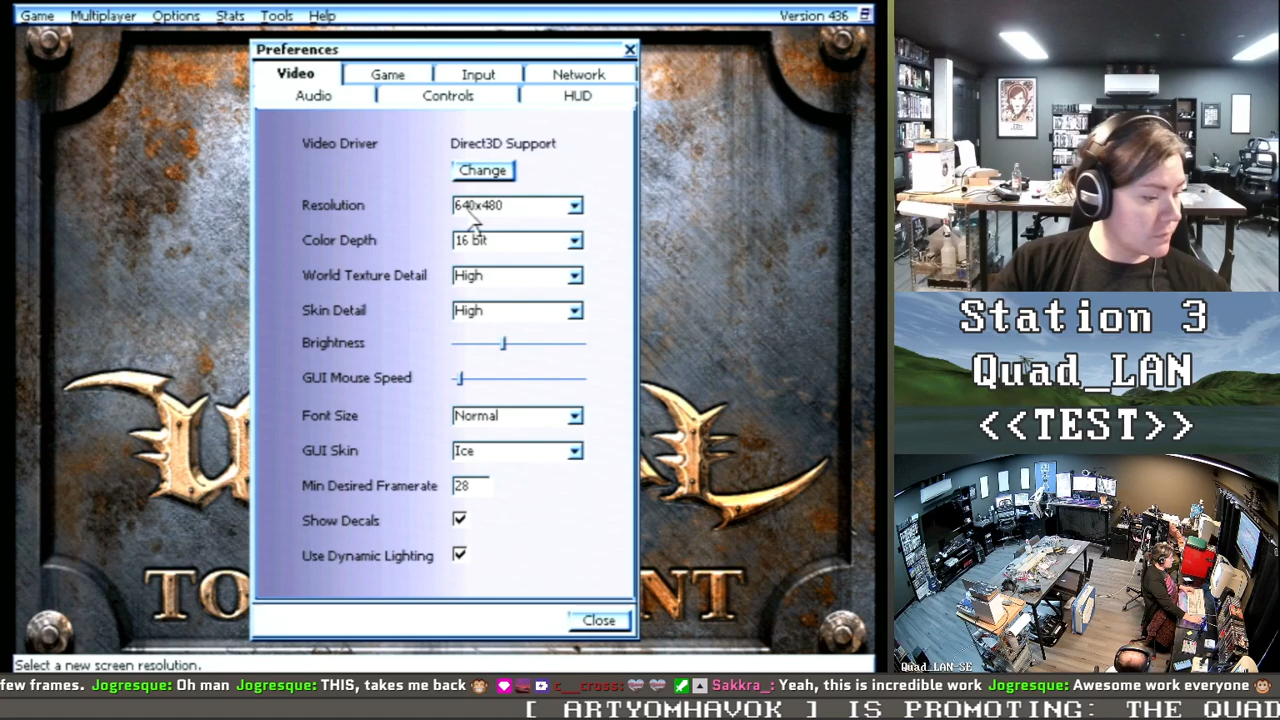 Game Multiplayer Options Stats Tools Help Version 436
Preferences
Video Game Input Network
Audio Controls HUD
Video Driver Direct3D Support
Change
Resolution 640x480
Color Depth 16 bit
World Texture Detail High
Skin Detail High
Brightness
GUI Mouse Speed
Font Size Normal
GUI Skin Ice
Min Desired Framerate 28
Show Decals
Use Dynamic Lighting
Close
Select a new screen resolution.
Station 3
Quad_LAN
<<TEST>>
Quad_LAN-SE
few frames. Jogresque: Oh man Jogresque: THIS, takes me back c__cross: Sakkra_: Yeah, this is incredible work Jogresque: Awesome work everyone
[ ARTYOMHAVOK ] IS PROMOTING: THE QUAD